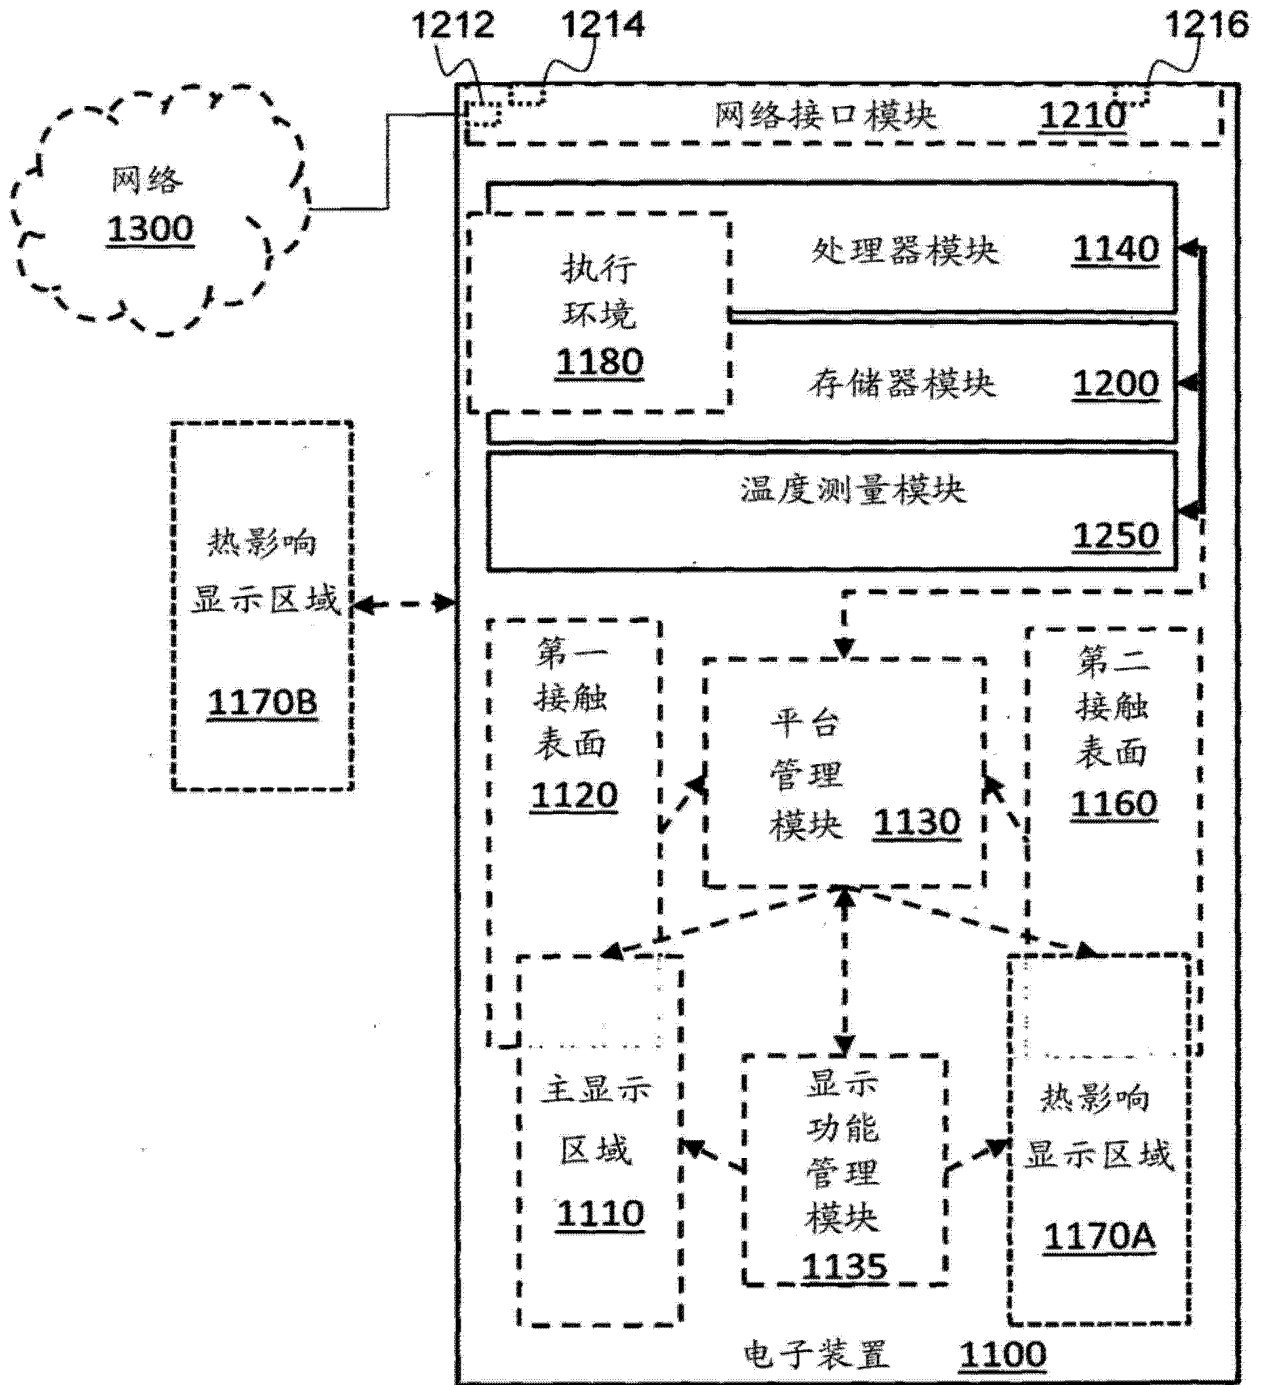 1212
1214
1216
网络接口模块 1210
网络
1300
处理器模块 1140
执行
环境
1180
存储器模块 1200
温度测量模块
1250
热影响
显示区域
1170B
第一
接触
表面
1120
平台
管理
模块 1130
第二
接触
表面
1160
主显示
区域
1110
显示
功能
管理
模块
1135
热影响
显示区域
1170A
电子装置 1100